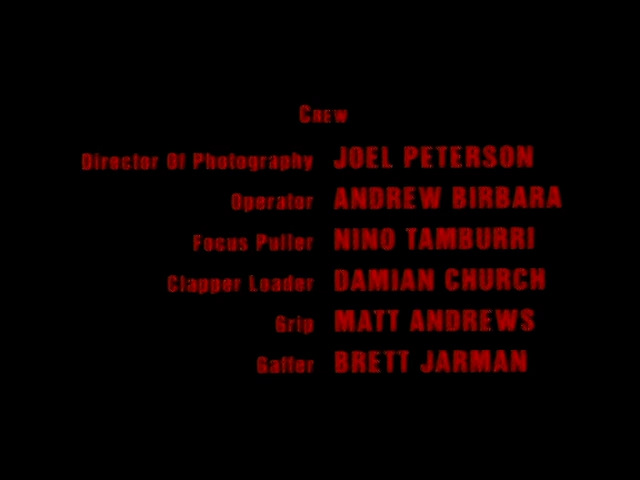 CREW
Director Of Photography JOEL PETERSON
Operator ANDREW BIRBARA
Focus Puller NINO TAMBURRI
Clapper Loader DAMIAN CHURCH
Grip MATT ANDREWS
Gaffer BRETT JARMAN